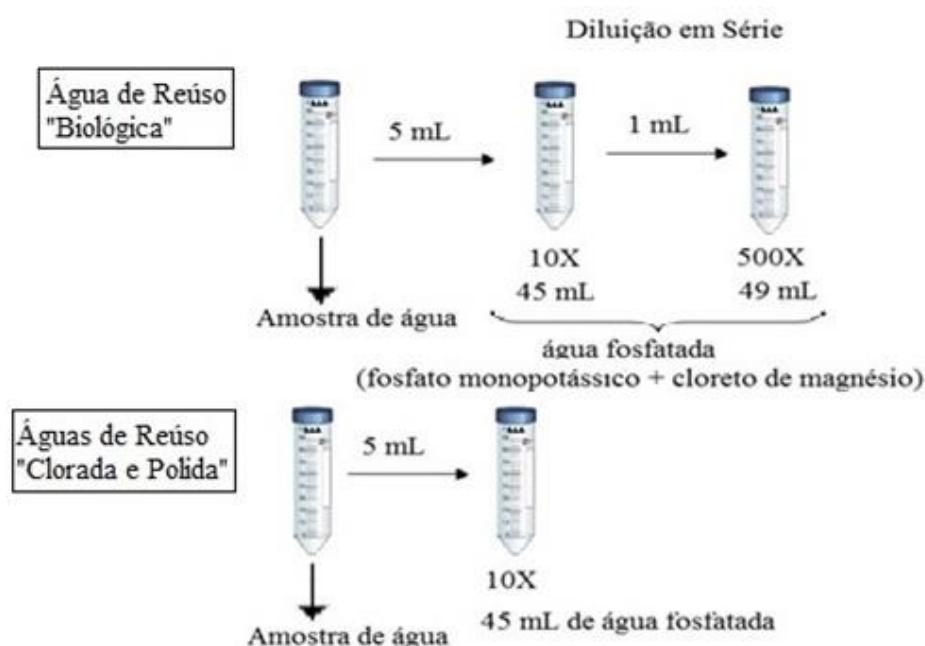 Diluição em Série
Água de Reúso
"Biológica"
5 mL
1 mL
10X
500X
45 mL
49 mL
Amostra de água
água fosfatada
(fosfato monopotássico + cloreto de magnésio)
Águas de Reúso
"Clorada e Polida"
5 mL
10X
45 mL de água fosfatada
Amostra de água